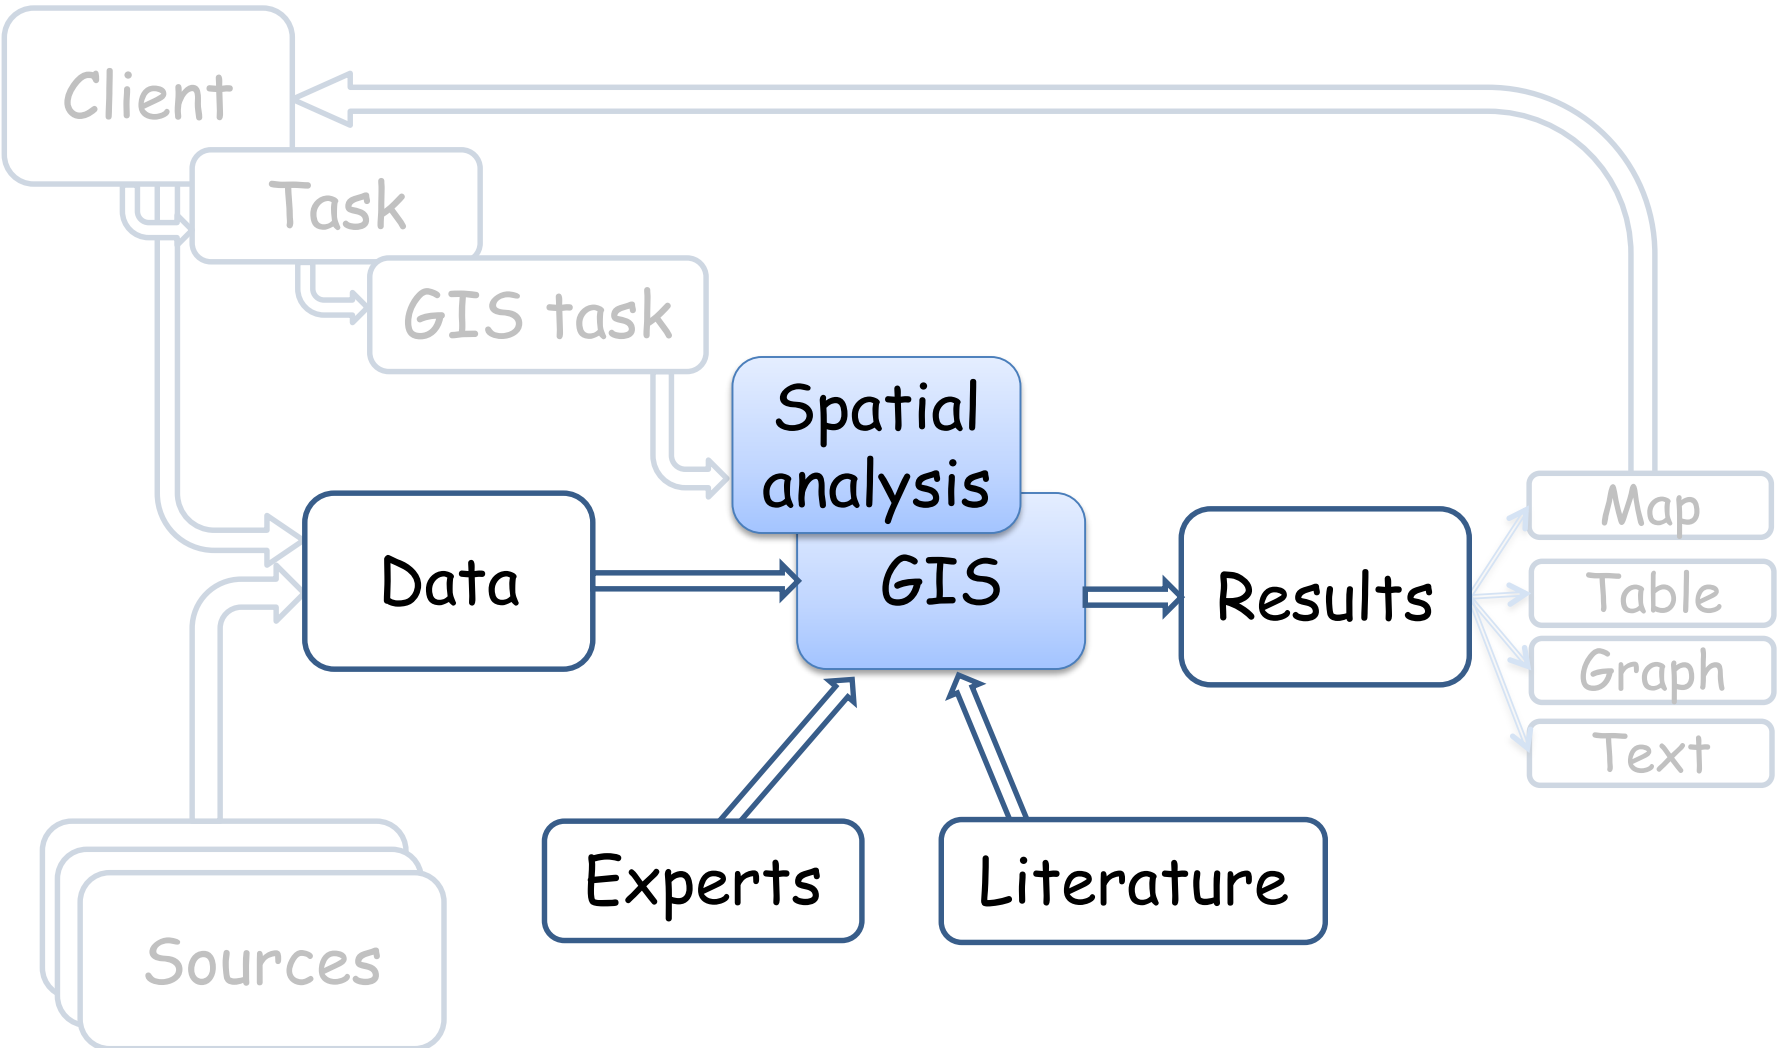 Client
Task
GIS task
Spatial
analysis
Data
GIS
Results
Map
Table
Graph
Text
Experts
Literature
Sources